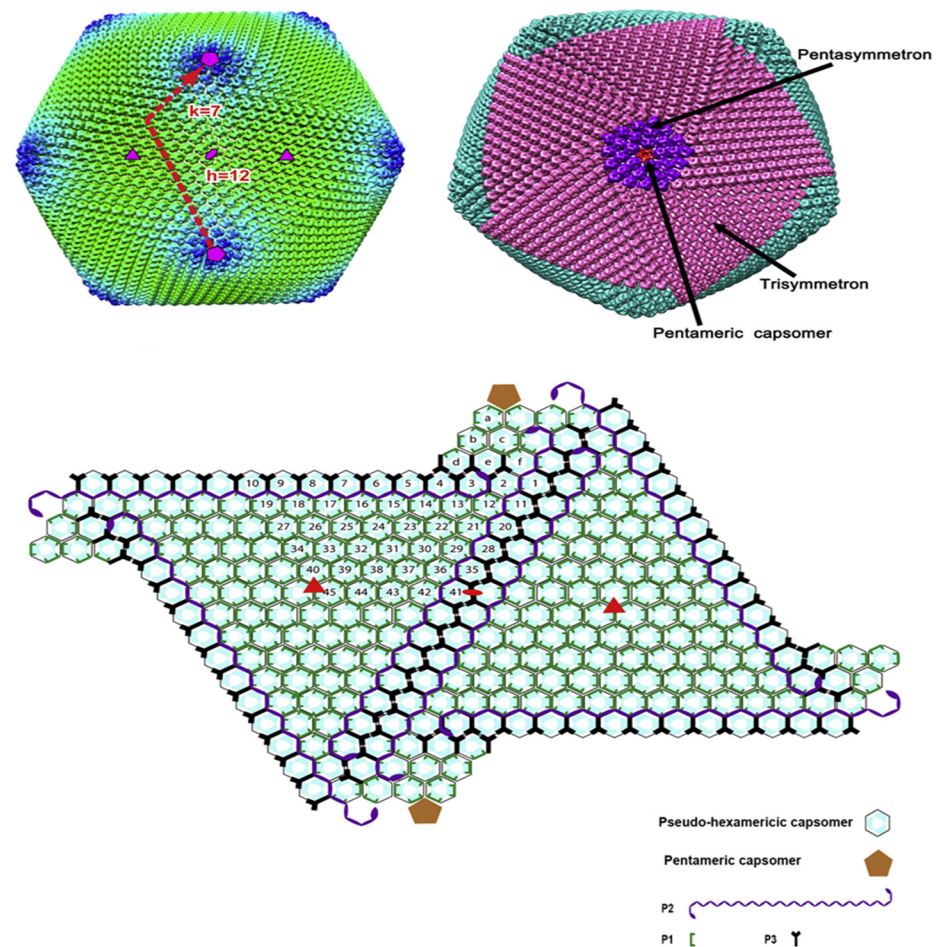 k=7
h=12
Pentasymmetron
Trisymmetron
Pentameric capsomer
a
b c
d e f
10 9 8 7 6 5 4 3 2 1
19 18 17 16 15 14 13 12 11
27 26 25 24 23 22 21 20
34 33 32 31 30 29 28
40 39 38 37 36 35
45 44 43 42 41
Pseudo-hexamericic capsomer
Pentameric capsomer
P2
P1 P3